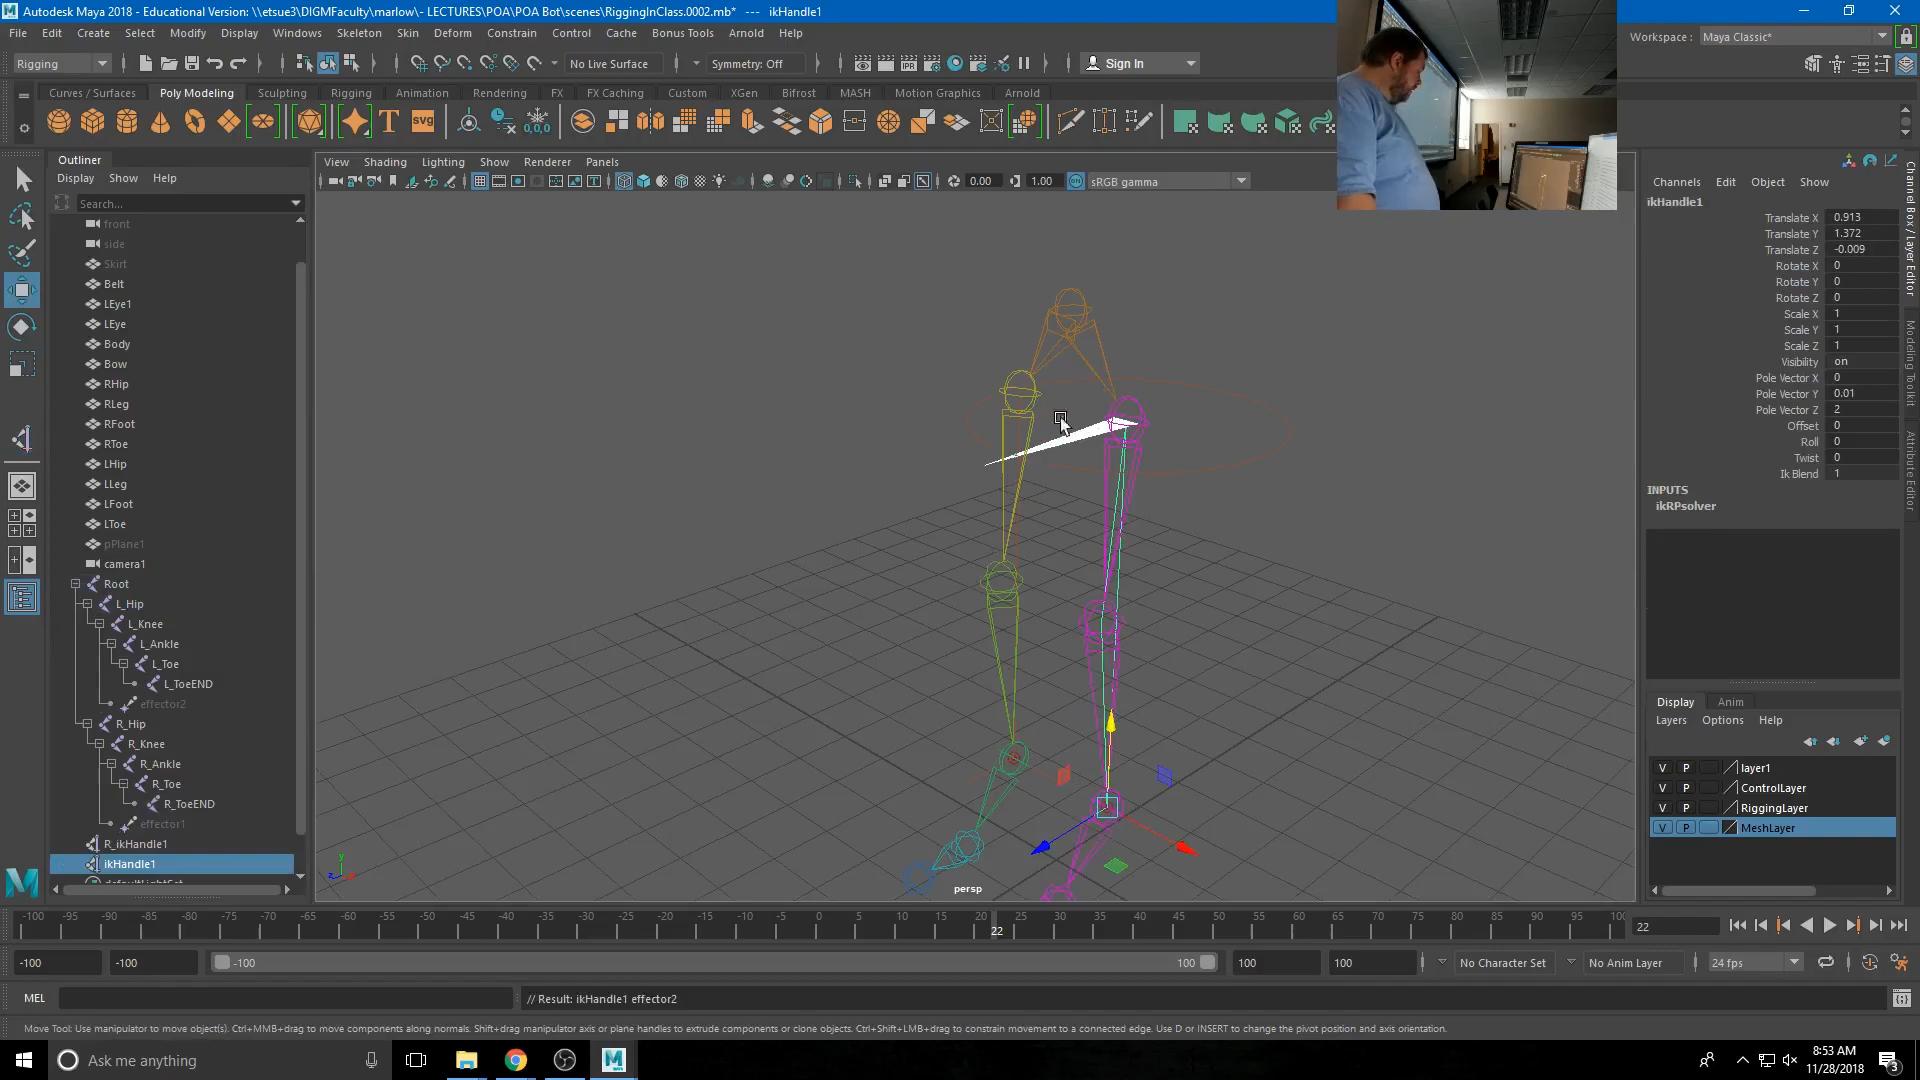 Autodesk Maya 2018 - Educational Version: \\etsue3\DIGMFaculty\marlow\- LECTURES\POA\POA Bot\scenes\RiggingInClass.0002.mb* --- ikHandle1
File Edit Create Select Modify Display Windows Skeleton Skin Deform Constrain Control Cache Bonus Tools Arnold Help
Workspace : Maya Classic*
Rigging No Live Surface Symmetry: Off Sign In
Curves / Surfaces Poly Modeling Sculpting Rigging Animation Rendering FX FX Caching Custom XGen Bifrost MASH Motion Graphics Arnold
T svg 0,0,0
IPR
Outliner
Display Show Help
Search...
front
side
Skirt
Belt
LEye1
LEye
Body
Bow
RHip
RLeg
RFoot
RToe
LHip
LLeg
LFoot
LToe
pPlane1
camera1
Root
L_Hip
L_Knee
L_Ankle
L_Toe
L_ToeEND
effector2
R_Hip
R_Knee
R_Ankle
R_Toe
R_ToeEND
effector1
R_ikHandle1
ikHandle1
View Shading Lighting Show Renderer Panels
0.00 1.00 sRGB gamma
persp
y
z
Channels Edit Object Show
ikHandle1
Translate X 0.913
Translate Y 1.372
Translate Z -0.009
Rotate X 0
Rotate Y 0
Rotate Z 0
Scale X 1
Scale Y 1
Scale Z 1
Visibility on
Pole Vector X 0
Pole Vector Y 0.01
Pole Vector Z 2
Offset 0
Roll 0
Twist 0
Ik Blend 1
INPUTS
ikRPsolver
Channel Box / Layer Editor
Modeling Toolkit
Attribute Editor
Display Anim
Layers Options Help
V P layer1
V P ControlLayer
V P RiggingLayer
V P MeshLayer
-100 -95 -90 -85 -80 -75 -70 -65 -60 -55 -50 -45 -40 -35 -30 -25 -20 -15 -10 -5 0 5 10 15 20 25 30 35 40 45 50 55 60 65 70 75 80 85 90 95
22
22
-100 -100 -100 100 100 100 No Character Set No Anim Layer 24 fps
MEL // Result: ikHandle1 effector2
Move Tool: Use manipulator to move object(s). Ctrl+MMB+drag to move components along normals. Shift+drag manipulator axis or plane handles to extrude components or clone objects. Ctrl+Shift+LMB+drag to constrain movement to a connected edge. Use D or INSERT to change the pivot position and axis orientation.
Ask me anything
8:53 AM
11/28/2018
3